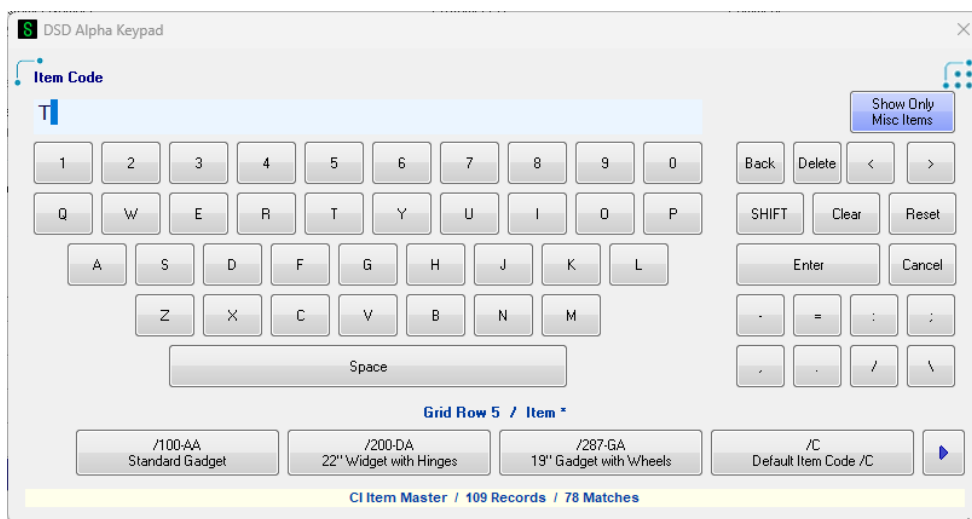 S DSD Alpha Keypad
Item Code
T
Show Only
Misc Items
1 2 3 4 5 6 7 8 9 0 Back Delete < >
Q W E R T Y U I O P SHIFT Clear Reset
A S D F G H J K L Enter Cancel
Z X C V B N M - = : ;
Space , . / \
Grid Row 5 / Item *
/100-AA
Standard Gadget
/200-DA
22" Widget with Hinges
/287-GA
19" Gadget with Wheels
/C
Default Item Code /C
CI Item Master / 109 Records / 78 Matches